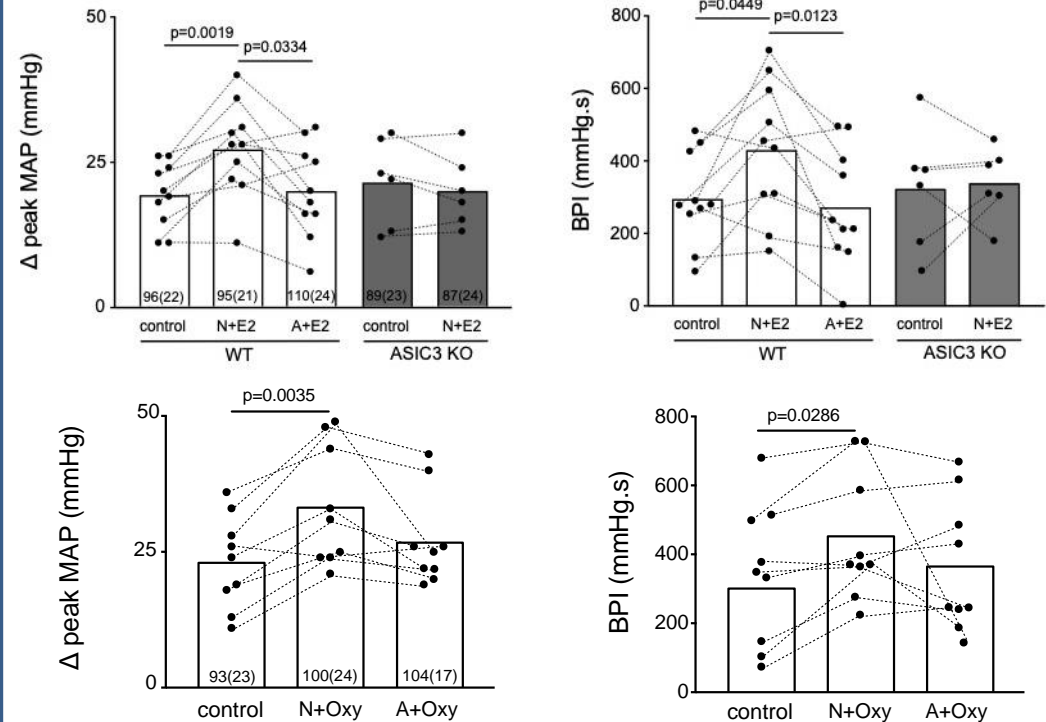 50
p=0.0019
p=0.0334
Δ peak MAP (mmHg)
25
0
96(22)
95(21)
110(24)
89(23)
87(24)
control
N+E2
A+E2
control
N+E2
WT
ASIC3 KO
800
p=0.0449
p=0.0123
600
BPI (mmHg.s)
400
200
0
control
N+E2
A+E2
control
N+E2
WT
ASIC3 KO
50
p=0.0035
Δ peak MAP (mmHg)
25
0
93(23)
100(24)
104(17)
control
N+Oxy
A+Oxy
800
p=0.0286
600
BPI (mmHg.s)
400
200
0
control
N+Oxy
A+Oxy